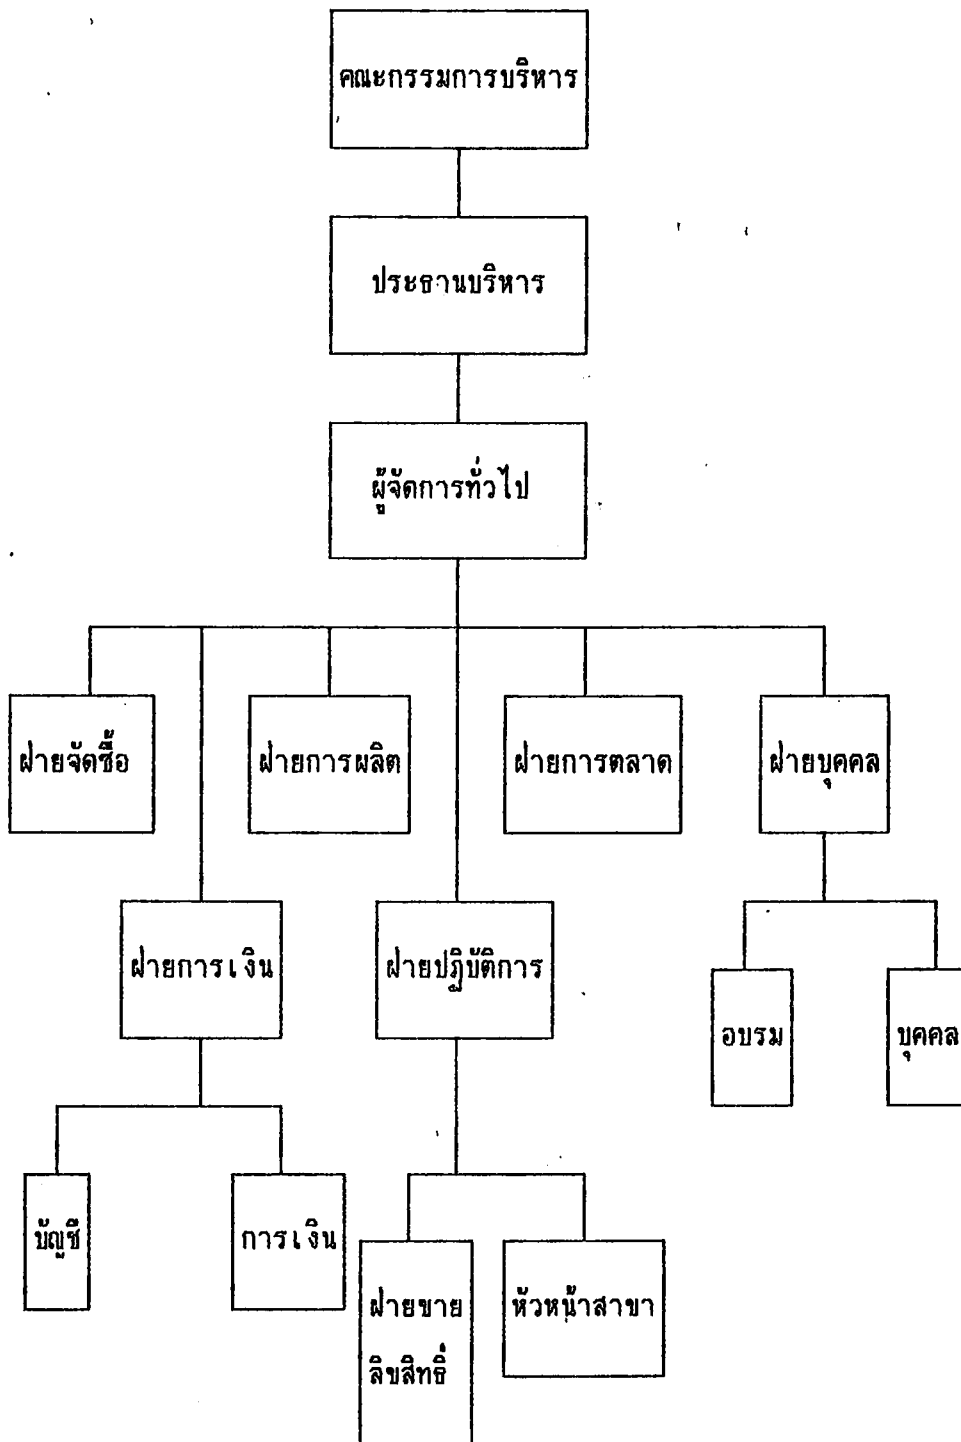 คณะกรรมการบริหาร
ประธานบริหาร
ผู้จัดการทั่วไป
ฝ่ายจัดซื้อ
ฝ่ายการผลิต
ฝ่ายการตลาด
ฝ่ายบุคคล
ฝ่ายการเงิน
ฝ่ายปฏิบัติการ
อบรม
บุคคล
บัญชี
การเงิน
ฝ่ายขาย
ลิขสิทธิ์
หัวหน้าสาขา